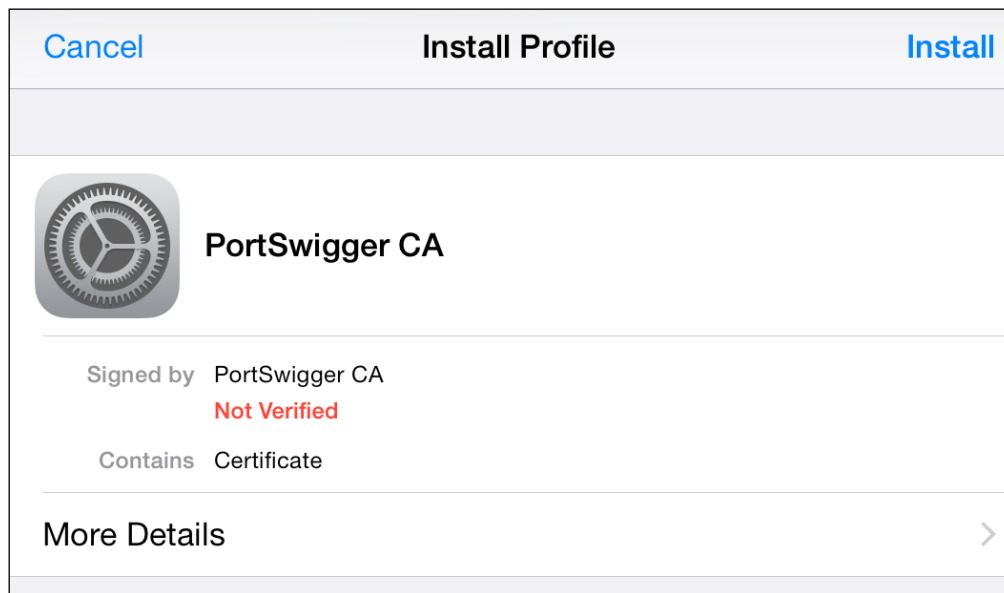 Cancel Install Profile Install
PortSwigger CA
Signed by PortSwigger CA
Not Verified
Contains Certificate
More Details